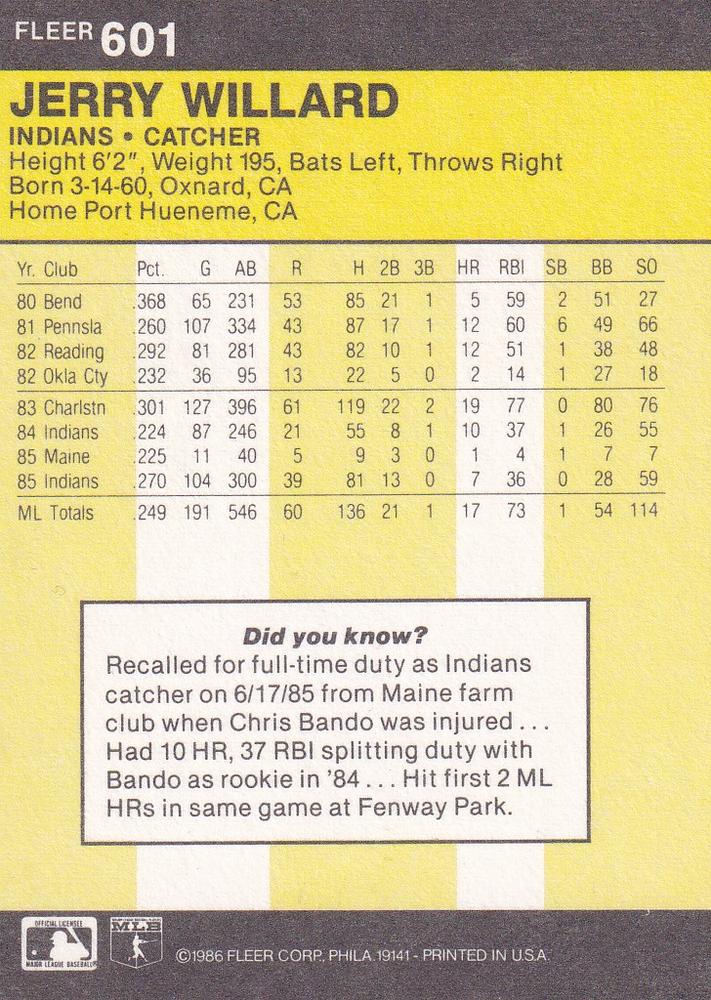 FLEER 601
JERRY WILLARD
INDIANS • CATCHER
Height 6'2", Weight 195, Bats Left, Throws Right
Born 3-14-60, Oxnard, CA
Home Port Hueneme, CA
Yr. Club Pct. G AB R H 2B 3B HR RBI SB BB SO
80 Bend .368 65 231 53 85 21 1 5 59 2 51 27
81 Pennsla .260 107 334 43 87 17 1 12 60 6 49 66
82 Reading .292 81 281 43 82 10 1 12 51 1 38 48
82 Okla Cty .232 36 95 13 22 5 0 2 14 1 27 18
83 Charlstn .301 127 396 61 119 22 2 19 77 0 80 76
84 Indians .224 87 246 21 55 8 1 10 37 1 26 55
85 Maine .225 11 40 5 9 3 0 1 4 1 7 7
85 Indians .270 104 300 39 81 13 0 7 36 0 28 59
ML Totals .249 191 546 60 136 21 1 17 73 1 54 114
Did you know?
Recalled for full-time duty as Indians
catcher on 6/17/85 from Maine farm
club when Chris Bando was injured . . .
Had 10 HR, 37 RBI splitting duty with
Bando as rookie in '84 . . . Hit first 2 ML
HRs in same game at Fenway Park.
OFFICIAL LICENSEE
MAJOR LEAGUE BASEBALL
MLB
©1986 FLEER CORP., PHILA. 19141 - PRINTED IN U.S.A.